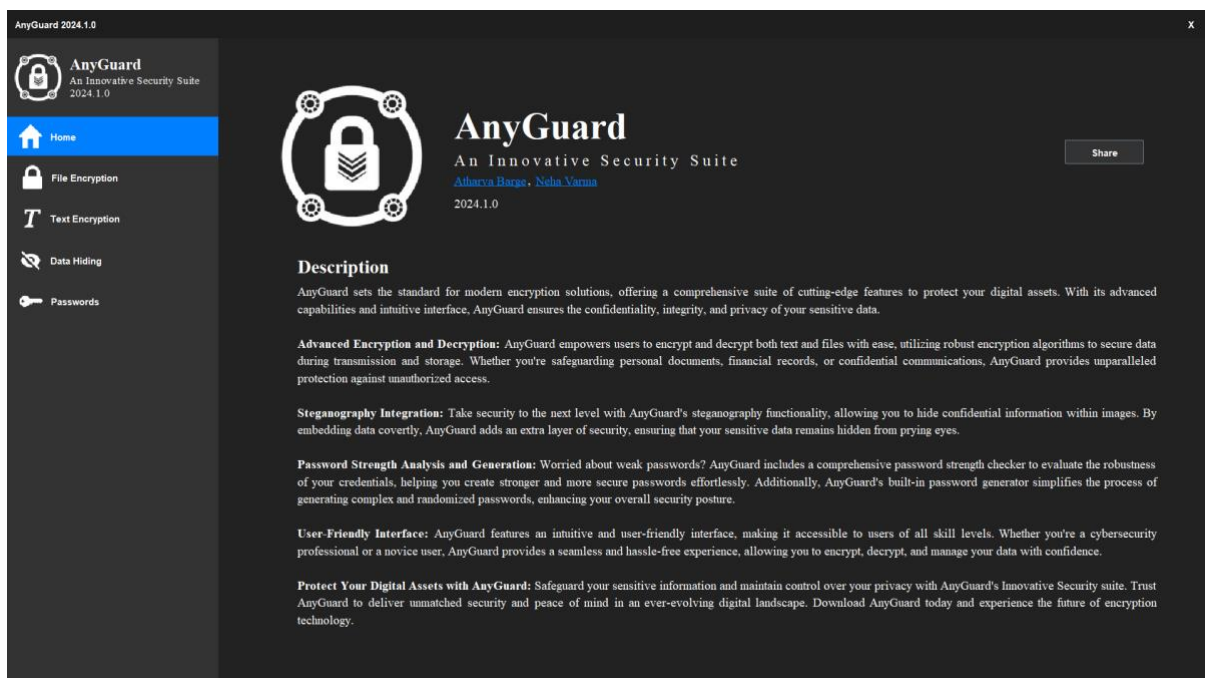 AnyGuard 2024.1.0
X
AnyGuard
An Innovative Security Suite
2024.1.0
Home
File Encryption
Text Encryption
Data Hiding
Passwords
AnyGuard
An Innovative Security Suite
Atharva Barge, Neha Varma
2024.1.0
Share
Description
AnyGuard sets the standard for modern encryption solutions, offering a comprehensive suite of cutting-edge features to protect your digital assets. With its advanced
capabilities and intuitive interface, AnyGuard ensures the confidentiality, integrity, and privacy of your sensitive data.
Advanced Encryption and Decryption: AnyGuard empowers users to encrypt and decrypt both text and files with ease, utilizing robust encryption algorithms to secure data
during transmission and storage. Whether you're safeguarding personal documents, financial records, or confidential communications, AnyGuard provides unparalleled
protection against unauthorized access.
Steganography Integration: Take security to the next level with AnyGuard's steganography functionality, allowing you to hide confidential information within images. By
embedding data covertly, AnyGuard adds an extra layer of security, ensuring that your sensitive data remains hidden from prying eyes.
Password Strength Analysis and Generation: Worried about weak passwords? AnyGuard includes a comprehensive password strength checker to evaluate the robustness
of your credentials, helping you create stronger and more secure passwords effortlessly. Additionally, AnyGuard's built-in password generator simplifies the process of
generating complex and randomized passwords, enhancing your overall security posture.
User-Friendly Interface: AnyGuard features an intuitive and user-friendly interface, making it accessible to users of all skill levels. Whether you're a cybersecurity
professional or a novice user, AnyGuard provides a seamless and hassle-free experience, allowing you to encrypt, decrypt, and manage your data with confidence.
Protect Your Digital Assets with AnyGuard: Safeguard your sensitive information and maintain control over your privacy with AnyGuard's Innovative Security suite. Trust
AnyGuard to deliver unmatched security and peace of mind in an ever-evolving digital landscape. Download AnyGuard today and experience the future of encryption
technology.